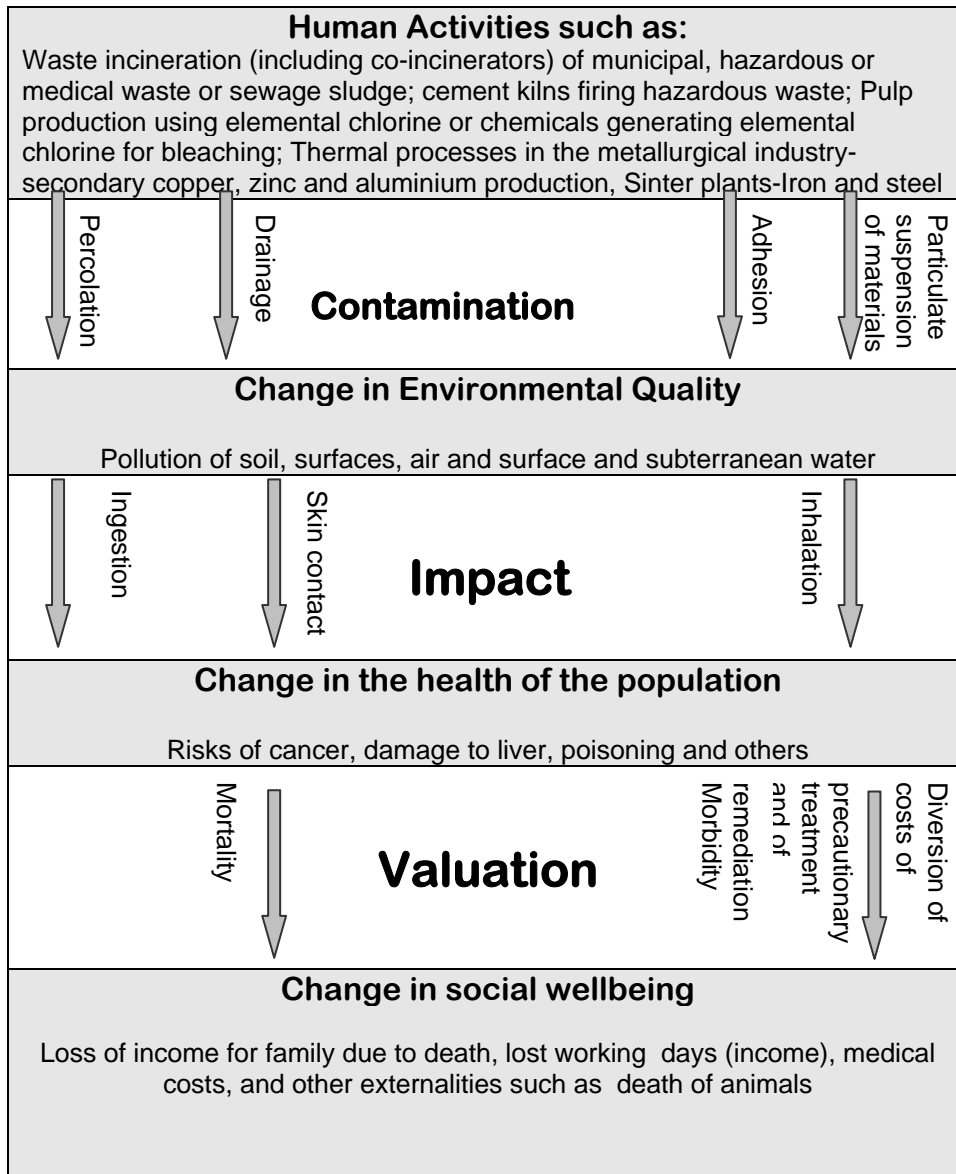 Human Activities such as:
Waste incineration (including co-incinerators) of municipal, hazardous or
medical waste or sewage sludge; cement kilns firing hazardous waste; Pulp
production using elemental chlorine or chemicals generating elemental
chlorine for bleaching; Thermal processes in the metallurgical industry-
secondary copper, zinc and aluminium production, Sinter plants-Iron and steel
Percolation
Drainage
Contamination
Adhesion
Particulate
suspension
of materials
Change in Environmental Quality
Pollution of soil, surfaces, air and surface and subterranean water
Ingestion
Skin contact
Impact
Inhalation
Change in the health of the population
Risks of cancer, damage to liver, poisoning and others
Mortality
Valuation
Diversion of
costs of
precautionary
treatment
and of
remediation
Morbidity
Change in social wellbeing
Loss of income for family due to death, lost working days (income), medical
costs, and other externalities such as death of animals